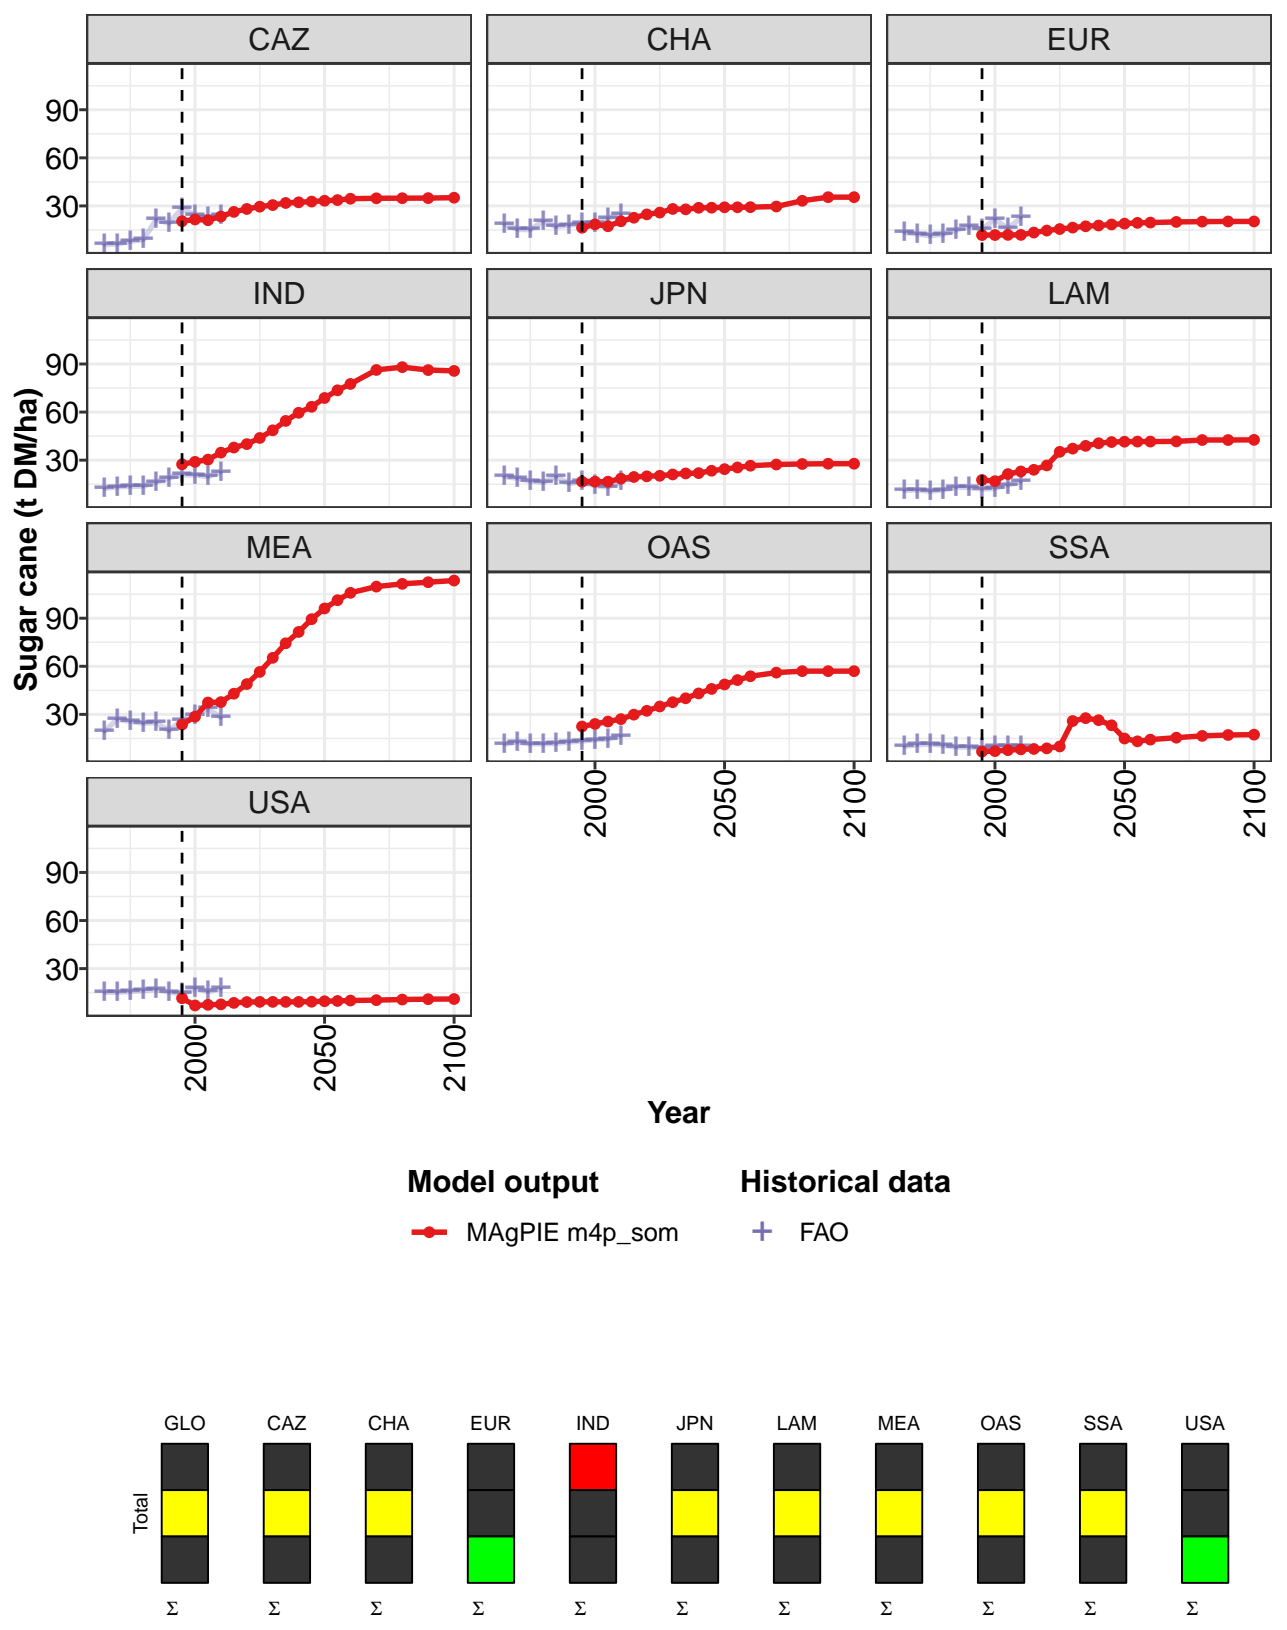 CAZ CHA EUR
90
60
30
IND JPN LAM
90
60
30
MEA OAS SSA
90
60
30
2000 2050 2100 2000 2050 2100
USA
90
60
30
2000 2050 2100
Sugar cane (t DM/ha)
Year
Model output Historical data
MAgPIE m4p_som FAO
GLO CAZ CHA EUR IND JPN LAM MEA OAS SSA USA
Total
Σ Σ Σ Σ Σ Σ Σ Σ Σ Σ Σ